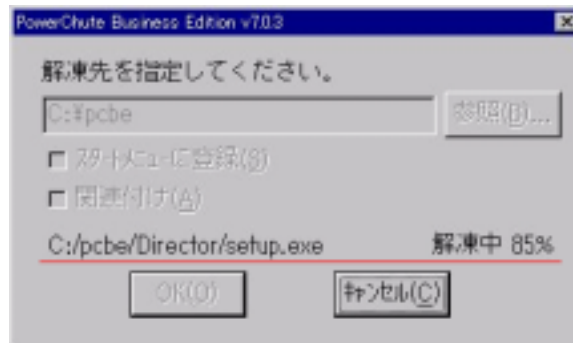 PowerChute Business Edition v7.0.3
解凍先を指定してください。
C:¥pcbe 参照(B)...
スタートメニューに登録(S)
関連付け(A)
C:/pcbe/Director/setup.exe 解凍中 85%
OK(O) キャンセル(C)